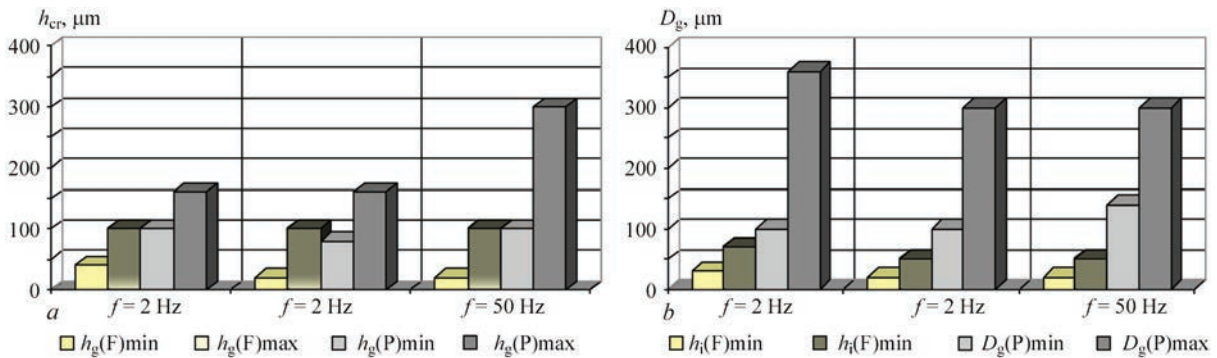 h_cr, μm
400
300
200
100
0
a
f = 2 Hz f = 2 Hz f = 50 Hz
h_g(F)min h_g(F)max h_g(P)min h_g(P)max
D_g, μm
400
300
200
100
0
b
f = 2 Hz f = 2 Hz f = 50 Hz
h_i(F)min h_i(F)min D_g(P)min D_g(P)max